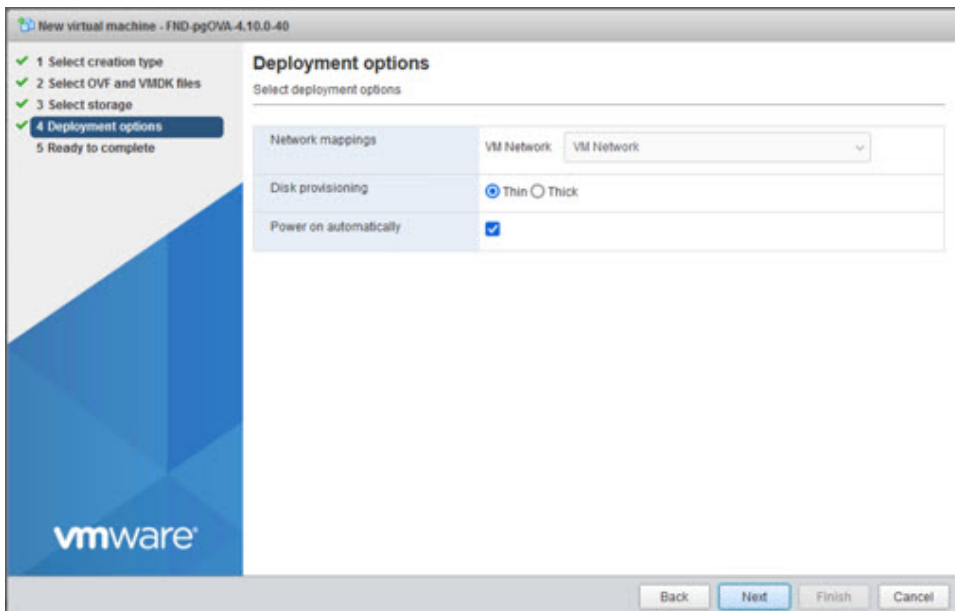 New virtual machine - FND-pgOVA-4.10.0-40
1 Select creation type
2 Select OVF and VMDK files
3 Select storage
4 Deployment options
5 Ready to complete
Deployment options
Select deployment options
Network mappings
VM Network VM Network
Disk provisioning
Thin Thick
Power on automatically
vmware®
Back Next Finish Cancel